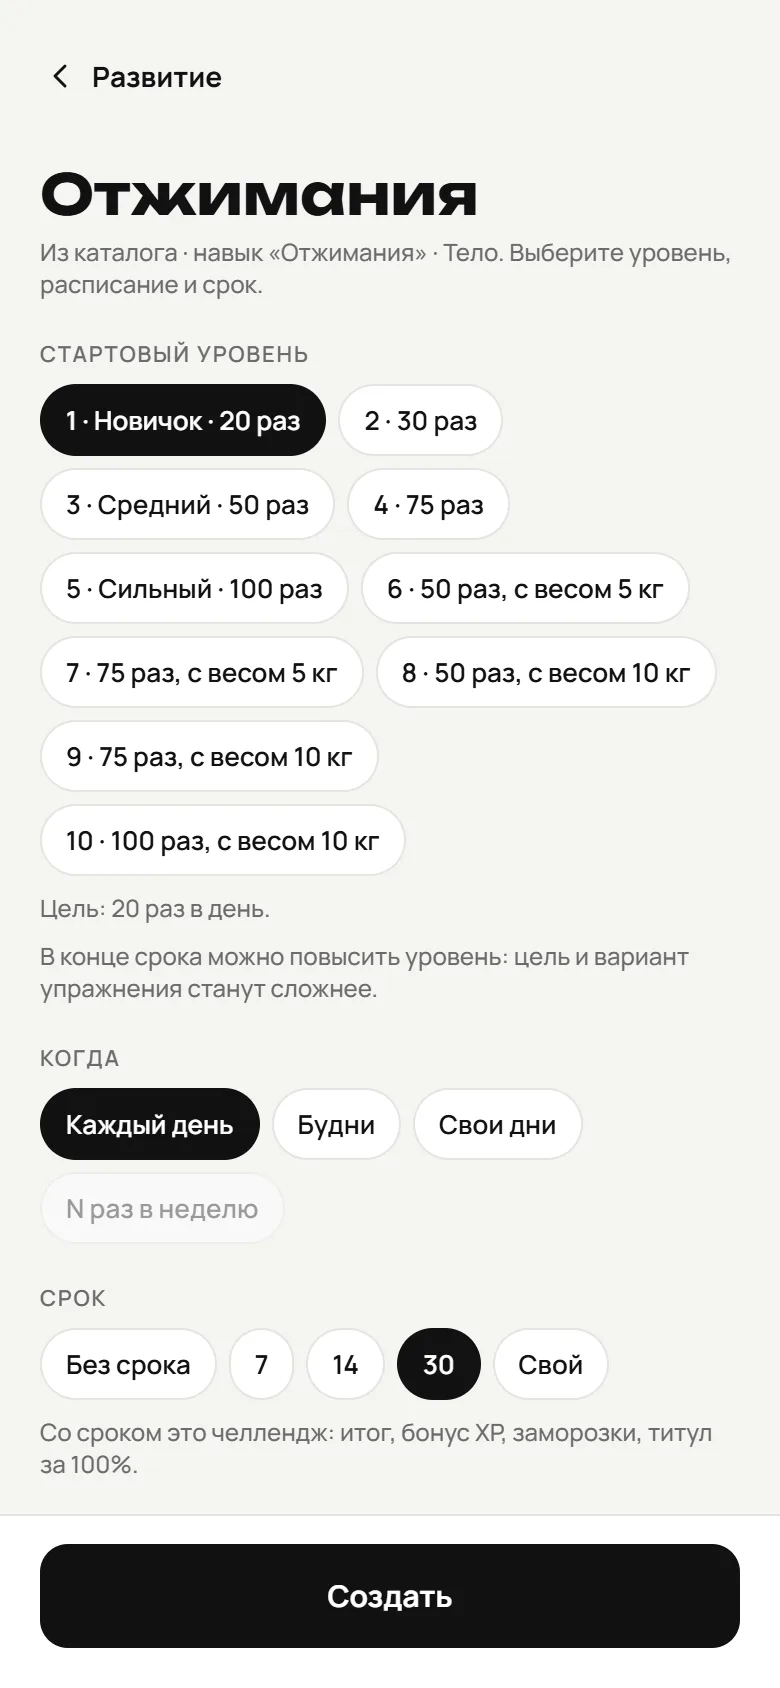 Развитие
Отжимания
Из каталога · навык «Отжимания» · Тело. Выберите уровень,
расписание и срок.
СТАРТОВЫЙ УРОВЕНЬ
1 · Новичок · 20 раз
2 · 30 раз
3 · Средний · 50 раз
4 · 75 раз
5 · Сильный · 100 раз
6 · 50 раз, с весом 5 кг
7 · 75 раз, с весом 5 кг
8 · 50 раз, с весом 10 кг
9 · 75 раз, с весом 10 кг
10 · 100 раз, с весом 10 кг
Цель: 20 раз в день.
В конце срока можно повысить уровень: цель и вариант
упражнения станут сложнее.
КОГДА
Каждый день
Будни
Свои дни
N раз в неделю
СРОК
Без срока
7
14
30
Свой
Со сроком это челлендж: итог, бонус XP, заморозки, титул
за 100%.
Создать